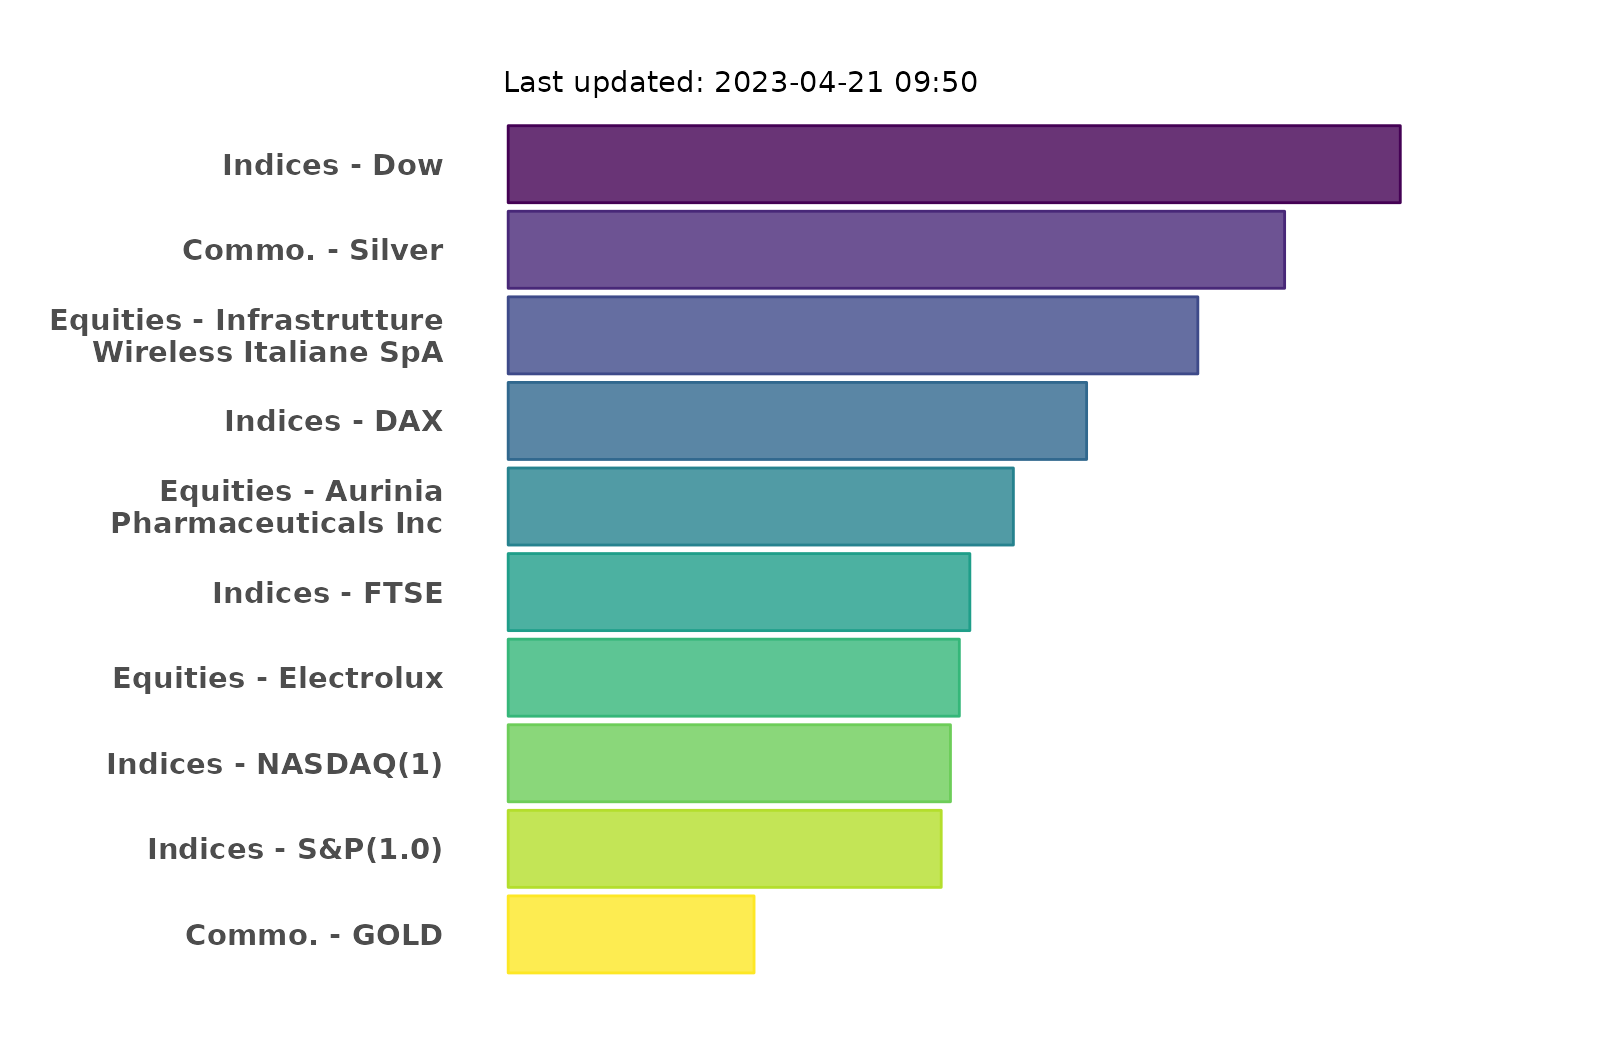 Last updated: 2023-04-21 09:50
Indices - Dow
Commo. - Silver
Equities - Infrastrutture
Wireless Italiane SpA
Indices - DAX
Equities - Aurinia
Pharmaceuticals Inc
Indices - FTSE
Equities - Electrolux
Indices - NASDAQ(1)
Indices - S&P(1.0)
Commo. - GOLD